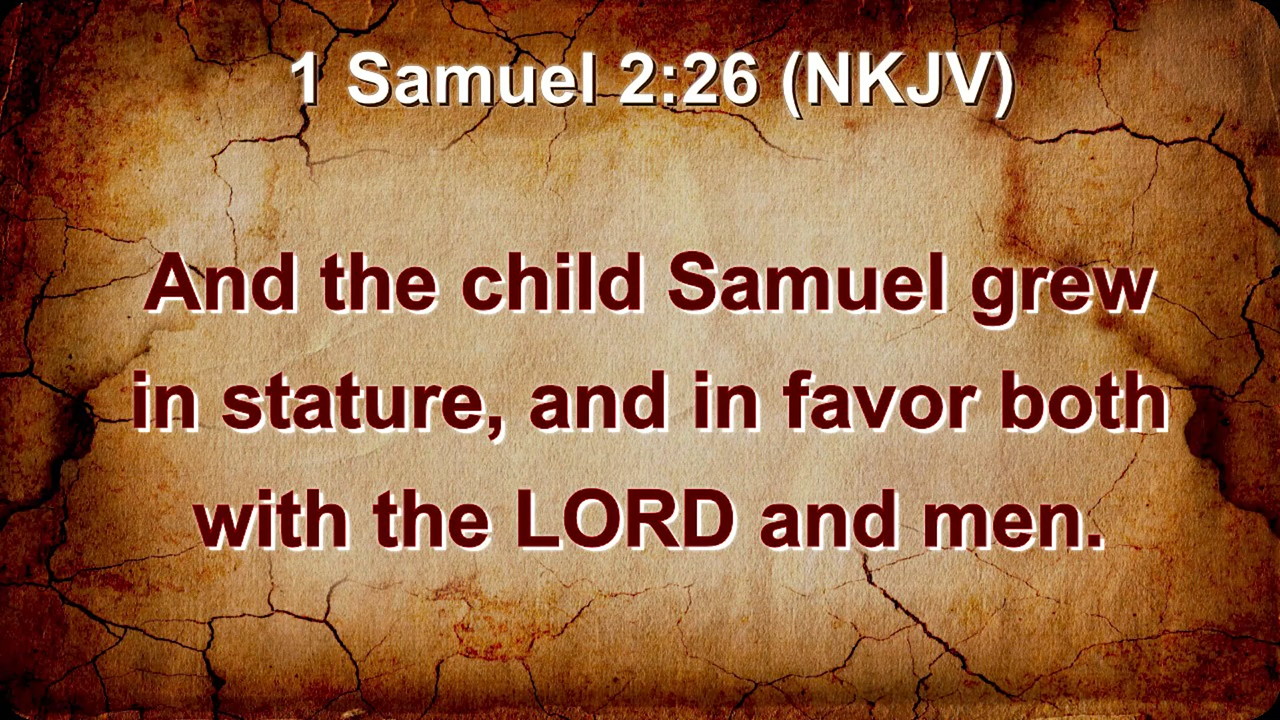 1 Samuel 2:26 (NKJV)
And the child Samuel grew
in stature, and in favor both
with the LORD and men.